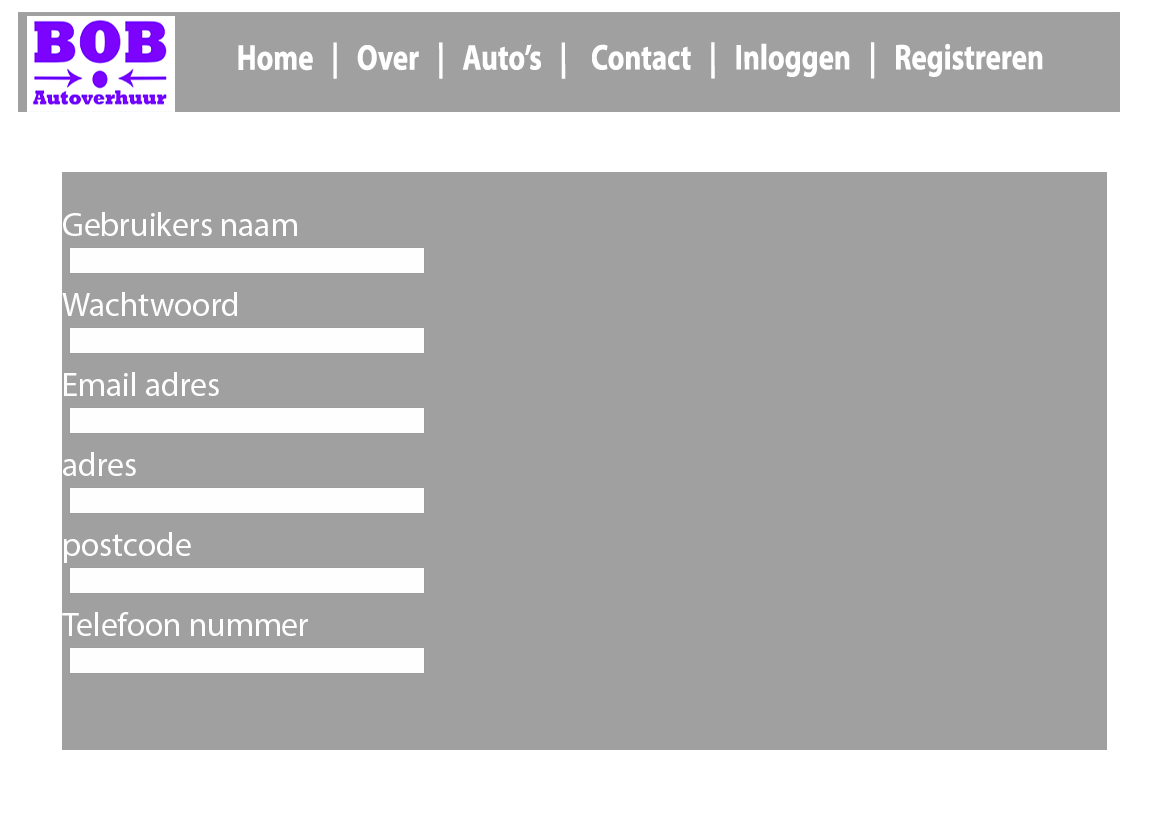 BOB
Autoverhuur
Home | Over | Auto's | Contact | Inloggen | Registreren
Gebruikers naam
Wachtwoord
Email adres
adres
postcode
Telefoon nummer